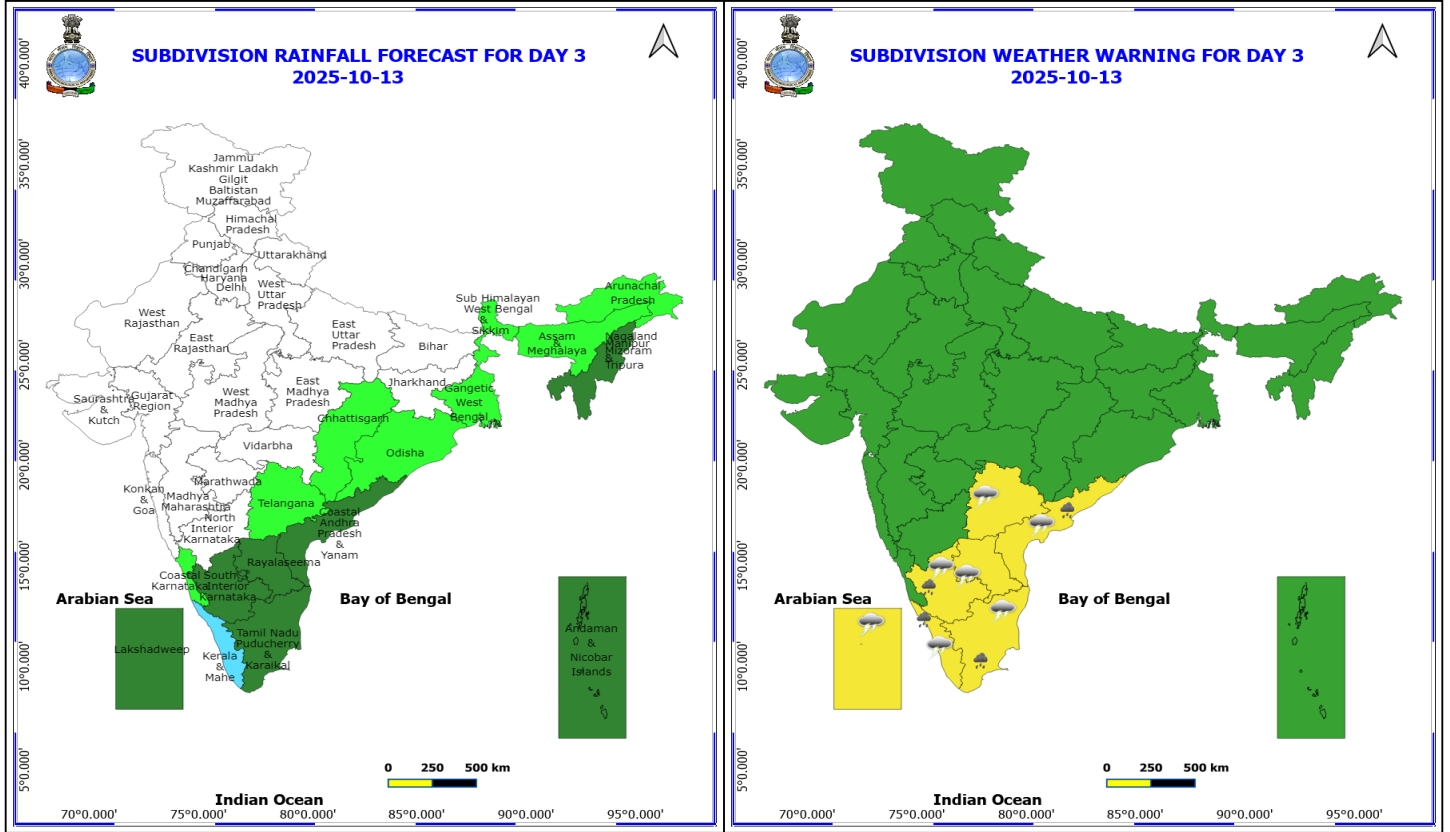 SUBDIVISION RAINFALL FORECAST FOR DAY 3
2025-10-13
40°0.000'
35°0.000'
30°0.000'
25°0.000'
20°0.000'
15°0.000'
10°0.000'
5°0.000'
Jammu
Kashmir Ladakh
Gilgit
Baltistan
Muzaffarabad
Himachal
Pradesh
Punjab
Uttarakhand
Chandigarh
Haryana
Delhi
West
Uttar
Pradesh
West
Rajasthan
East
Rajasthan
East
Uttar
Pradesh
Bihar
Sub Himalayan
West Bengal
&
Sikkim
Arunachal
Pradesh
Assam
&
Meghalaya
Nagaland
Manipur
Mizoram
&
Tripura
Saurashtra
&
Kutch
Gujarat
Region
West
Madhya
Pradesh
East
Madhya
Pradesh
Jharkhand
Gangetic
West
Bengal
Chhattisgarh
Odisha
Vidarbha
Marathwada
Konkan
&
Goa
Madhya
Maharashtra
North
Interior
Karnataka
Telangana
Coastal
Andhra
Pradesh
&
Yanam
Rayalaseema
Coastal
Karnataka
South
Interior
Karnataka
Arabian Sea
Bay of Bengal
Lakshadweep
Kerala
&
Mahe
Tamil Nadu
Puducherry
&
Karaikal
Andaman
&
Nicobar
Islands
0 250 500 km
Indian Ocean
70°0.000' 75°0.000' 80°0.000' 85°0.000' 90°0.000' 95°0.000'
SUBDIVISION WEATHER WARNING FOR DAY 3
2025-10-13
40°0.000'
35°0.000'
30°0.000'
25°0.000'
20°0.000'
15°0.000'
10°0.000'
5°0.000'
Arabian Sea
Bay of Bengal
0 250 500 km
Indian Ocean
70°0.000' 75°0.000' 80°0.000' 85°0.000' 90°0.000' 95°0.000'